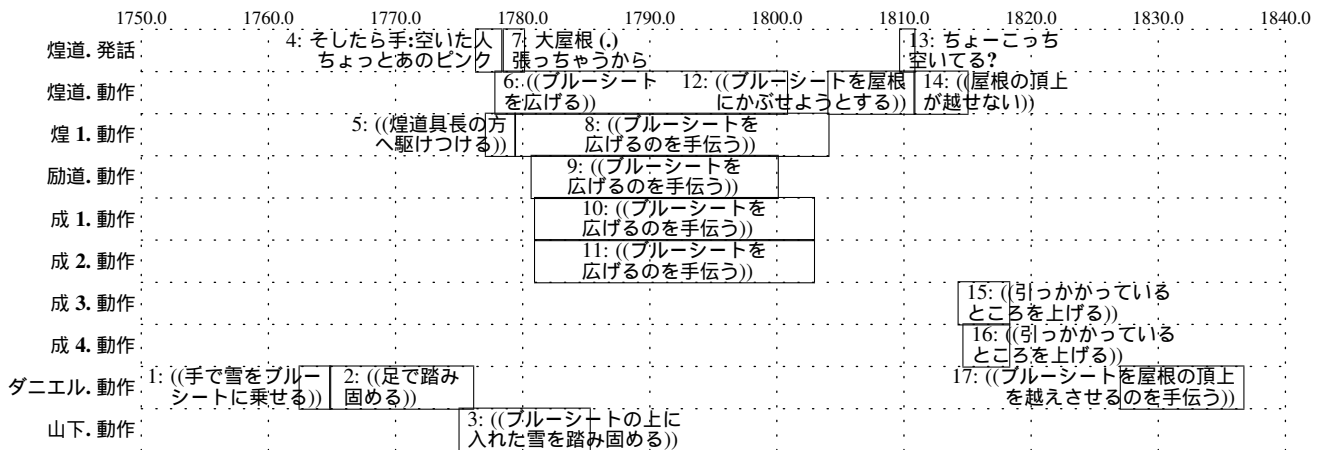 1750.0 1760.0 1770.0 1780.0 1790.0 1800.0 1810.0 1820.0 1830.0 1840.0
煌道. 発話
4: そしたら手:空いた人
ちょっとあのピンク
7: 大屋根 (.)
張っちゃうから
13: ちょーこっち
空いてる?
煌道. 動作
6: ((ブルーシート
を広げる))
12: ((ブルーシートを屋根
にかぶせようとする))
14: ((屋根の頂上
が越せない))
煌 1. 動作
5: ((煌道具長の方
へ駆けつける))
8: ((ブルーシートを
広げるのを手伝う))
励道. 動作
9: ((ブルーシートを
広げるのを手伝う))
成 1. 動作
10: ((ブルーシートを
広げるのを手伝う))
成 2. 動作
11: ((ブルーシートを
広げるのを手伝う))
成 3. 動作
15: ((引っかかっている
ところを上げる))
成 4. 動作
16: ((引っかかっている
ところを上げる))
ダニエル. 動作
1: ((手で雪をブルー
シートに乗せる))
2: ((足で踏み
固める))
17: ((ブルーシートを屋根の頂上
を越えさせるのを手伝う))
山下. 動作
3: ((ブルーシートの上に
入れた雪を踏み固める))